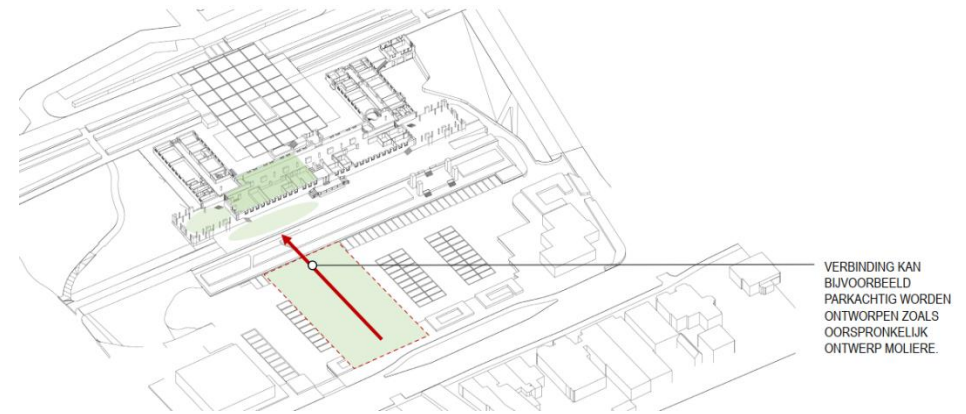 VERBINDING KAN
BIJVOORBEELD
PARKACHTIG WORDEN
ONTWORPEN ZOALS
OORSPRONKELIJK
ONTWERP MOLIERE.